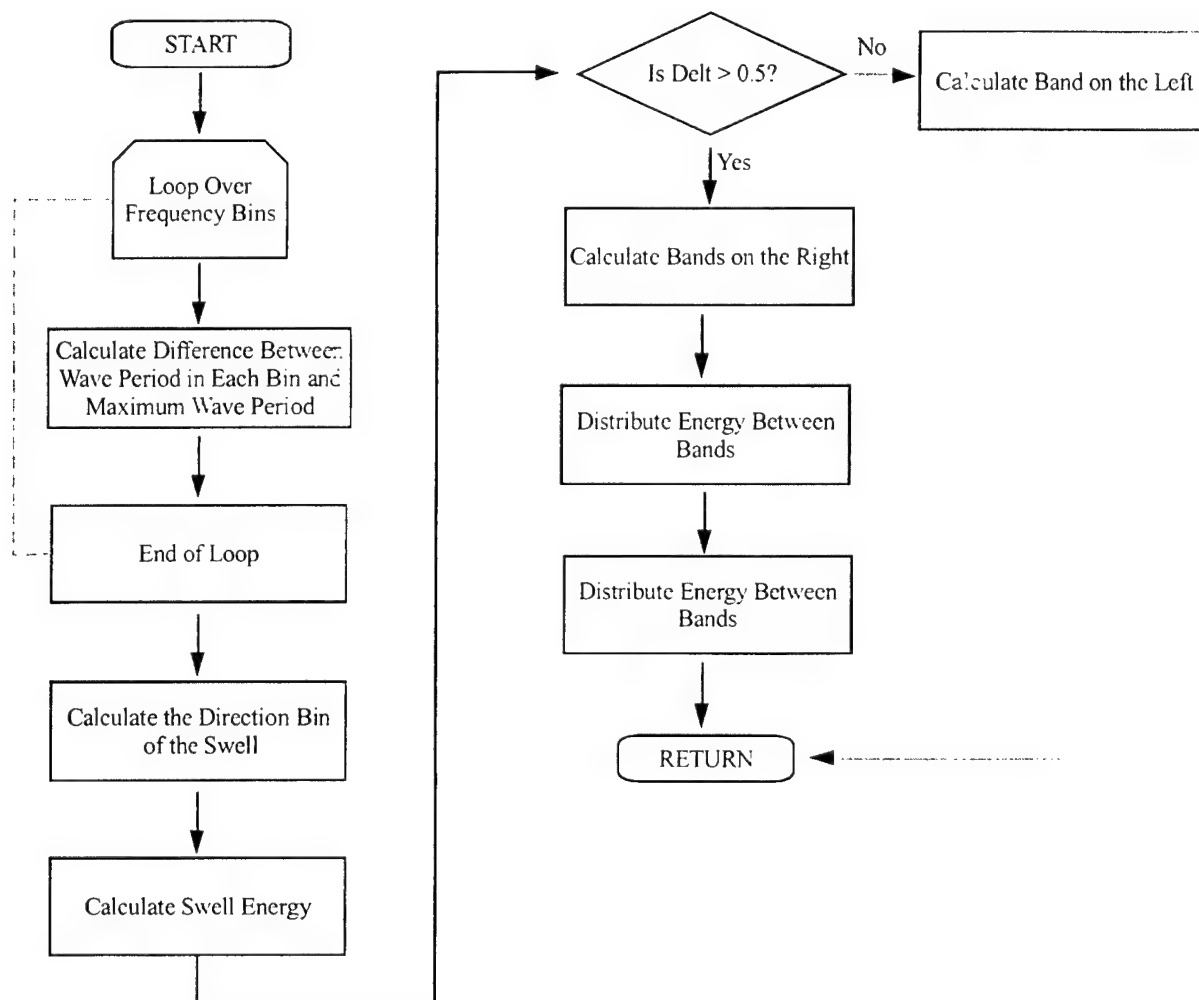 START
Loop Over
Frequency Bins
Calculate Difference Between
Wave Period in Each Bin and
Maximum Wave Period
End of Loop
Calculate the Direction Bin
of the Swell
Calculate Swell Energy
Is Delt > 0.5?
No
Calculate Band on the Left
Yes
Calculate Bands on the Right
Distribute Energy Between
Bands
Distribute Energy Between
Bands
RETURN